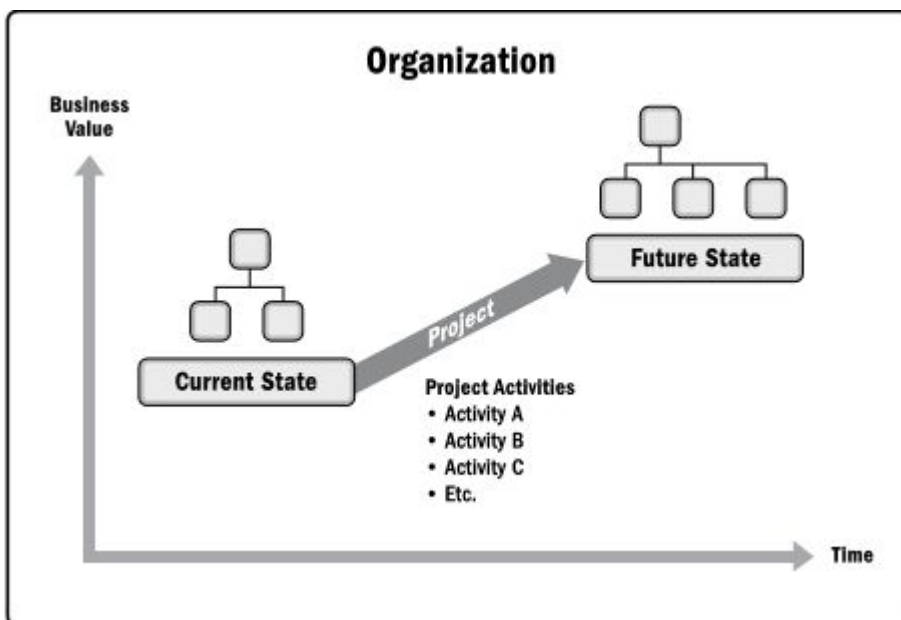 Organization
Business
Value
Future State
Project
Current State
Project Activities
• Activity A
• Activity B
• Activity C
• Etc.
Time